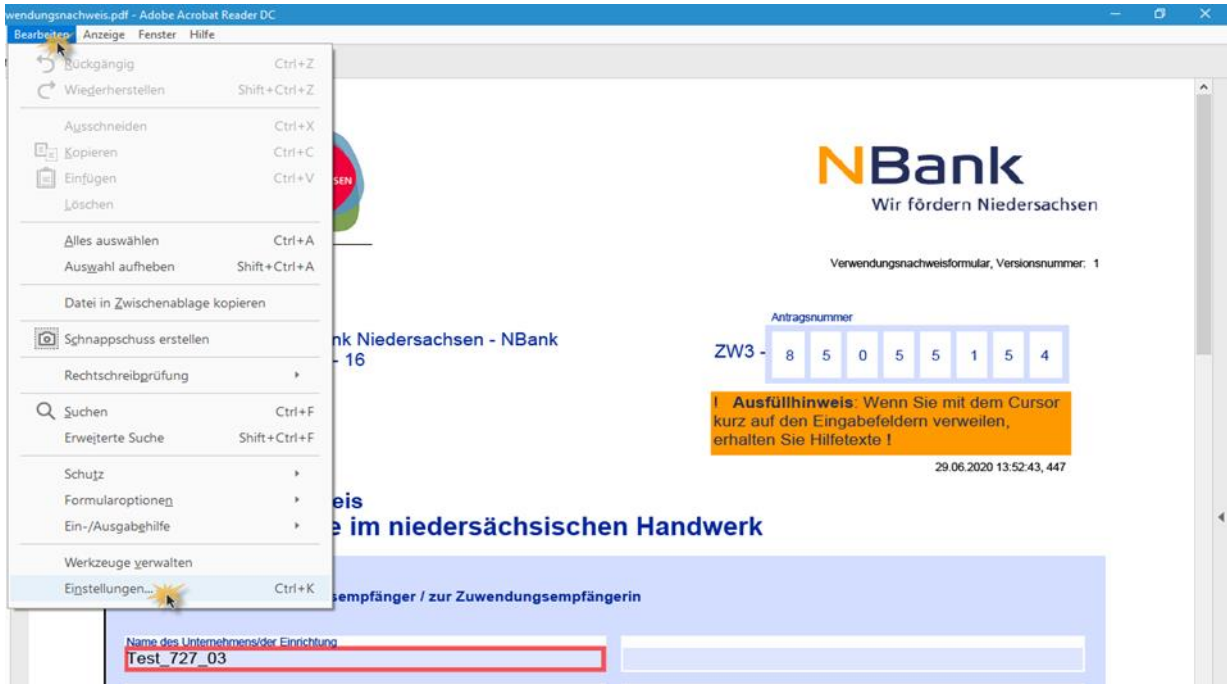 wendungsnachweis.pdf - Adobe Acrobat Reader DC
Bearbeiten Anzeige Fenster Hilfe
Rückgängig Ctrl+Z
Wiederherstellen Shift+Ctrl+Z
Ausschneiden Ctrl+X
Kopieren Ctrl+C
Einfügen Ctrl+V
Löschen
Alles auswählen Ctrl+A
Auswahl aufheben Shift+Ctrl+A
Datei in Zwischenablage kopieren
Schnappschuss erstellen
Rechtschreibprüfung
Suchen Ctrl+F
Erweiterte Suche Shift+Ctrl+F
Schutz
Formularoptionen
Ein-/Ausgabehilfe
Werkzeuge verwalten
Einstellungen... Ctrl+K
SEN
NBank
Wir fördern Niedersachsen
Verwendungsnachweisformular, Versionsnummer: 1
nk Niedersachsen - NBank
- 16
Antragsnummer
ZW3 - 8 5 0 5 5 1 5 4
! Ausfüllhinweis: Wenn Sie mit dem Cursor
kurz auf den Eingabefeldern verweilen,
erhalten Sie Hilfetexte !
29.06.2020 13:52:43, 447
eis
e im niedersächsischen Handwerk
sempfänger / zur Zuwendungsempfängerin
Name des Unternehmens/der Einrichtung
Test_727_03